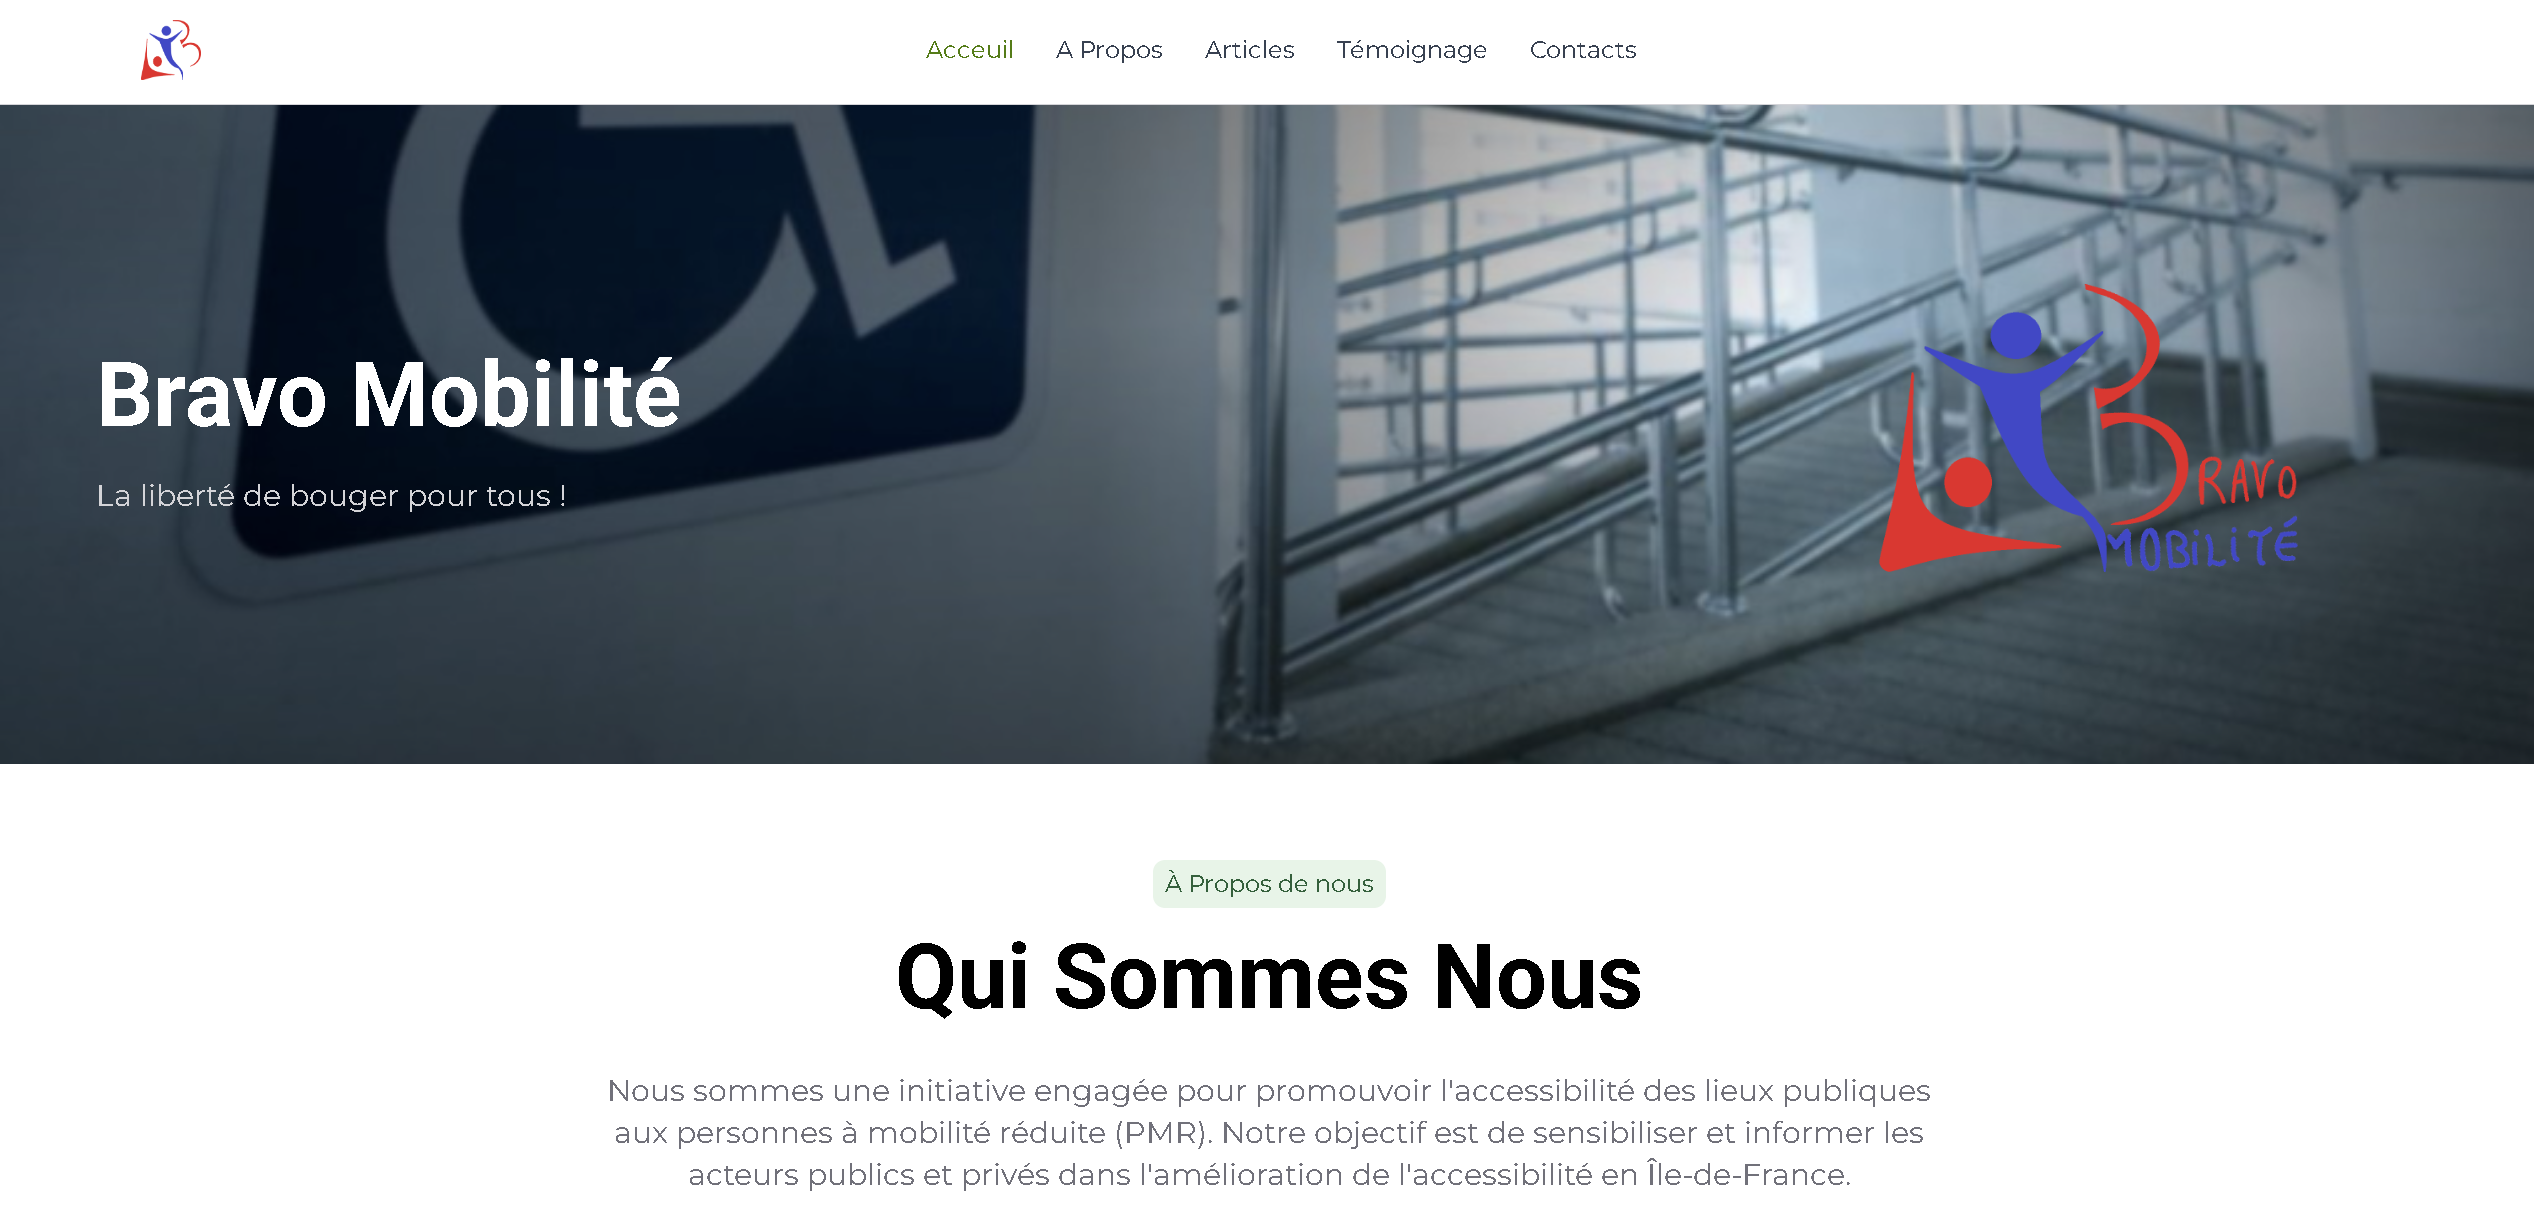 Acceuil A Propos Articles Témoignage Contacts
Bravo Mobilité
La liberté de bouger pour tous !
BRAVO
MOBiLiTÉ
À Propos de nous
Qui Sommes Nous
Nous sommes une initiative engagée pour promouvoir l'accessibilité des lieux publiques
aux personnes à mobilité réduite (PMR). Notre objectif est de sensibiliser et informer les
acteurs publics et privés dans l'amélioration de l'accessibilité en Île-de-France.